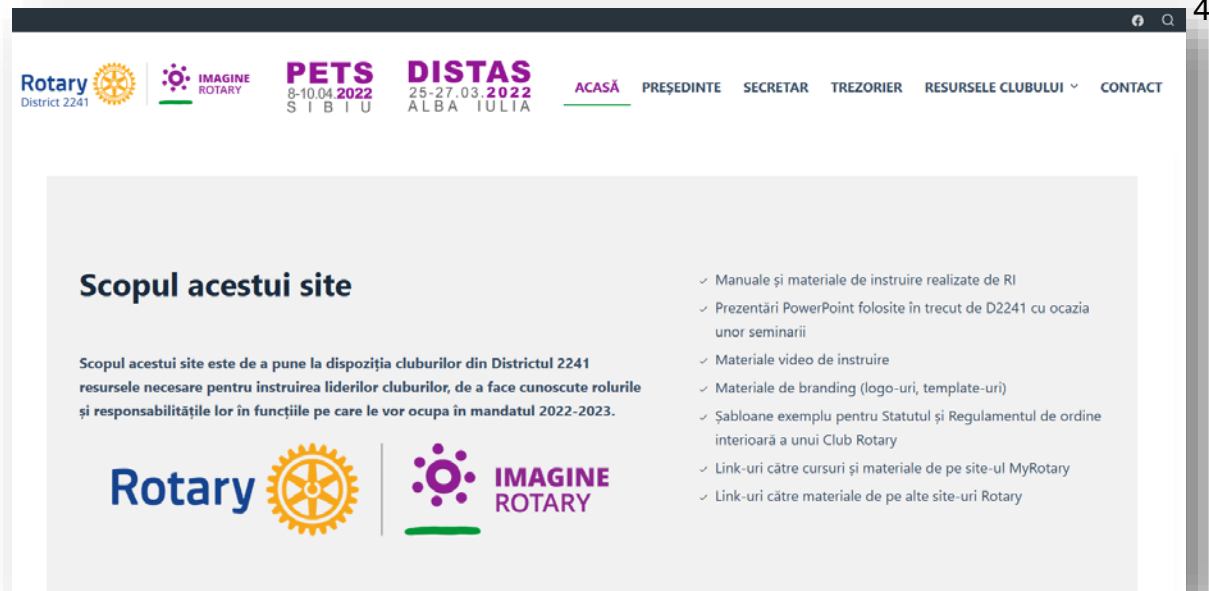 4
Rotary
District 2241
IMAGINE
ROTARY
PETS
8-10.04.2022
SIBIU
DISTAS
25-27.03.2022
ALBA IULIA
ACASĂ PREȘEDINTE SECRETAR TREZORIER RESURSELE CLUBULUI CONTACT
Scopul acestui site
Scopul acestui site este de a pune la dispoziția cluburilor din Districtul 2241
resursele necesare pentru instruirea liderilor cluburilor, de a face cunoscute rolurile
și responsabilitățile lor în funcțiile pe care le vor ocupa în mandatul 2022-2023.
Rotary
IMAGINE
ROTARY
Manuale și materiale de instruire realizate de RI
Prezentări PowerPoint folosite în trecut de D2241 cu ocazia
unor seminarii
Materiale video de instruire
Materiale de branding (logo-uri, template-uri)
Șabloane exemplu pentru Statutul și Regulamentul de ordine
interioară a unui Club Rotary
Link-uri către cursuri și materiale de pe site-ul MyRotary
Link-uri către materiale de pe alte site-uri Rotary